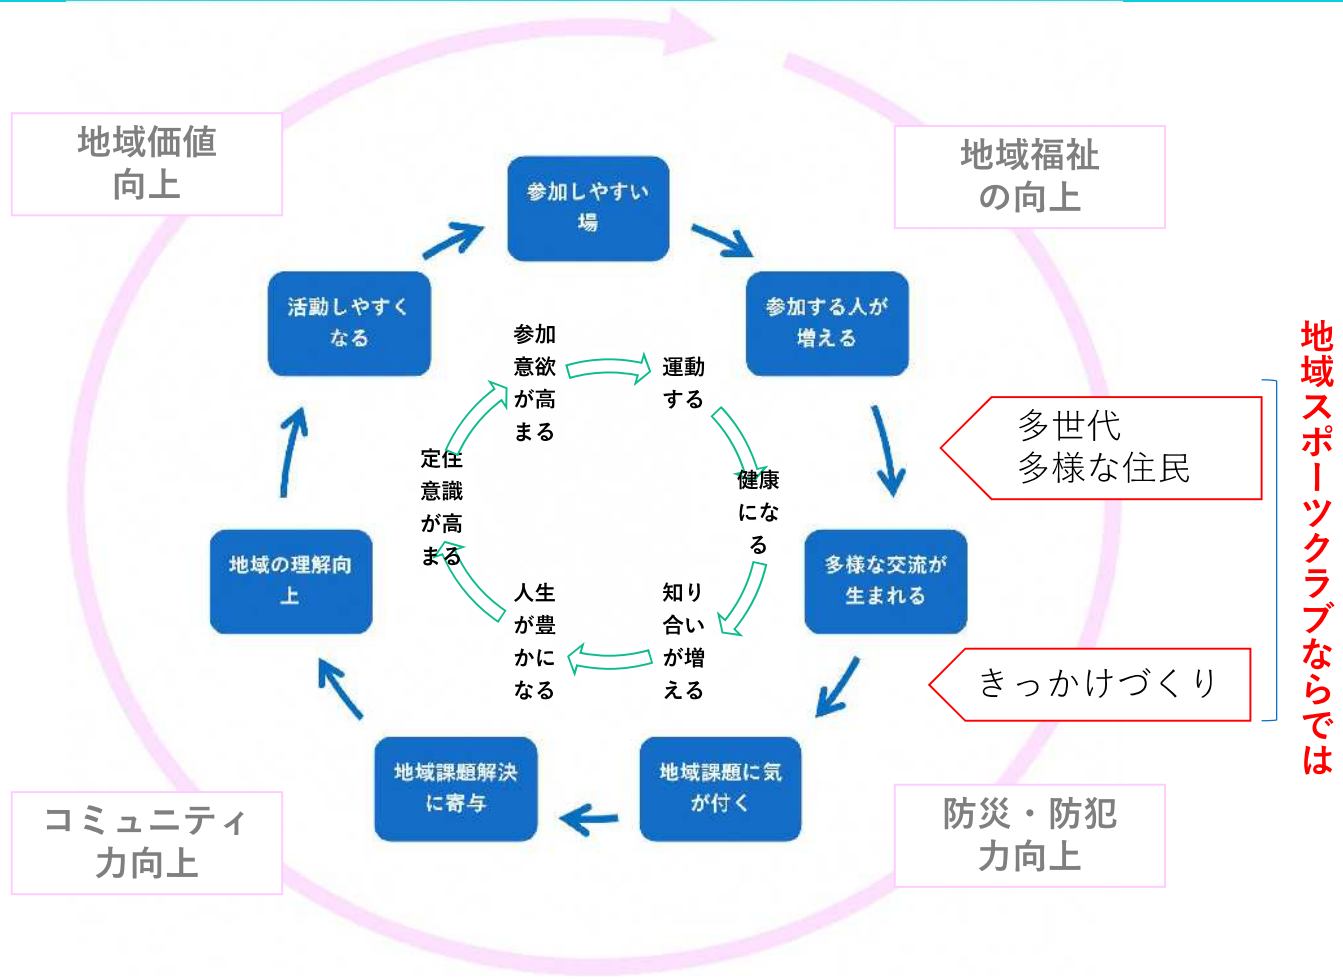 地域価値
向上
地域福祉
の向上
参加しやすい
場
活動しやすく
なる
参加する人が
増える
参加
意欲
が高
まる
運動
する
地域スポーツクラブならでは
多世代
多様な住民
定住
意識
が高
まる
健康
にな
る
地域の理解向
上
多様な交流が
生まれる
人生
が豊
かに
なる
知り
合い
が増
える
きっかけづくり
地域課題解決
に寄与
地域課題に気
が付く
コミュニティ
力向上
防災・防犯
力向上